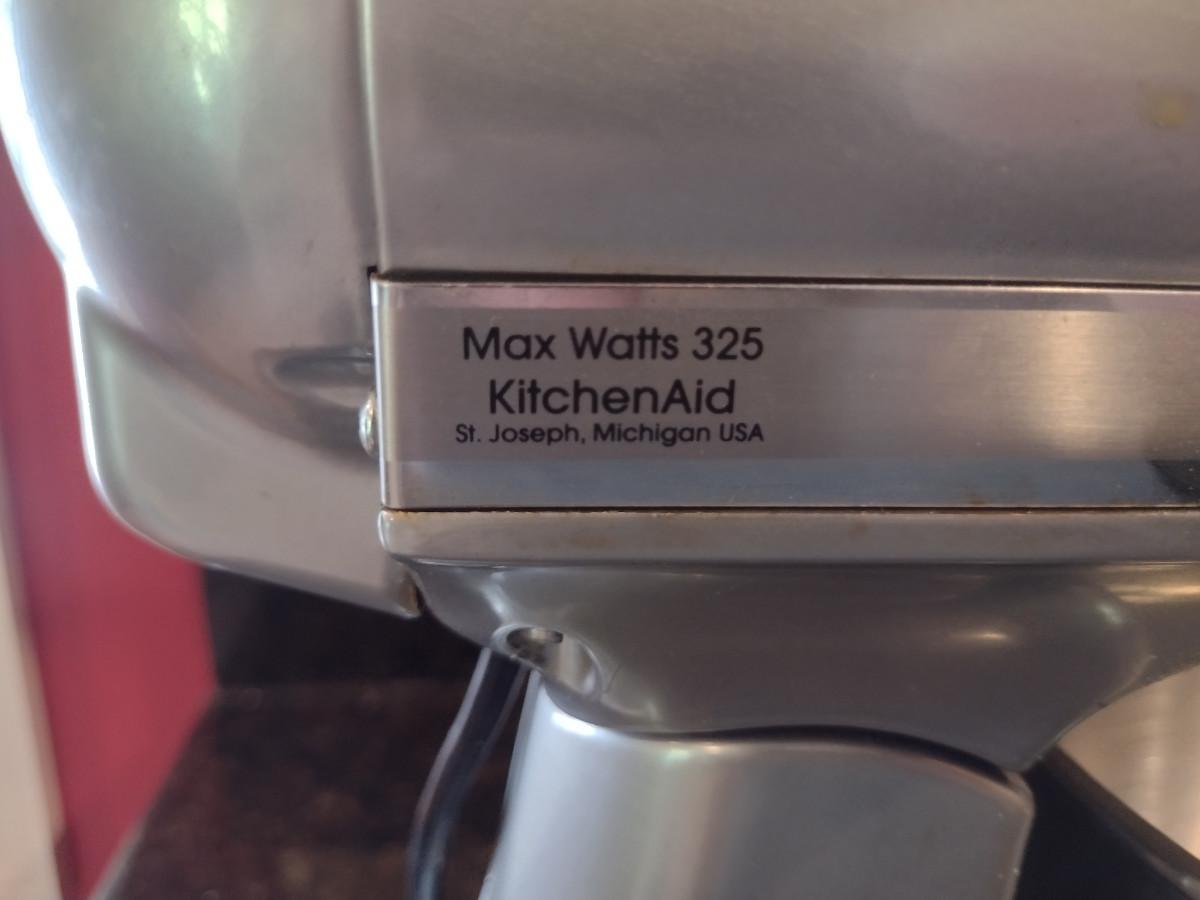 Max Watts 325
KitchenAid
St. Joseph, Michigan USA